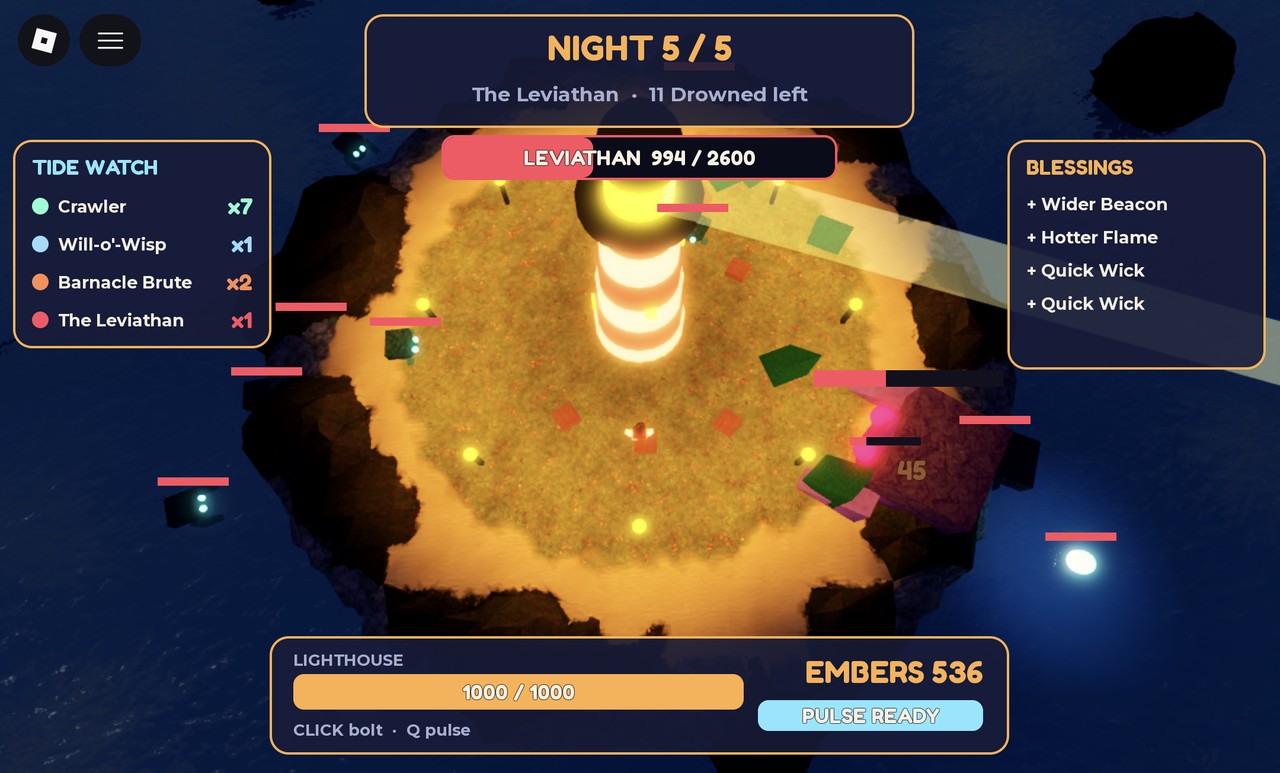 NIGHT 5 / 5
The Leviathan · 11 Drowned left
LEVIATHAN 994 / 2600
TIDE WATCH
Crawler x7
Will-o'-Wisp x1
Barnacle Brute x2
The Leviathan x1
BLESSINGS
+ Wider Beacon
+ Hotter Flame
+ Quick Wick
+ Quick Wick
45
LIGHTHOUSE
1000 / 1000
CLICK bolt · Q pulse
EMBERS 536
PULSE READY